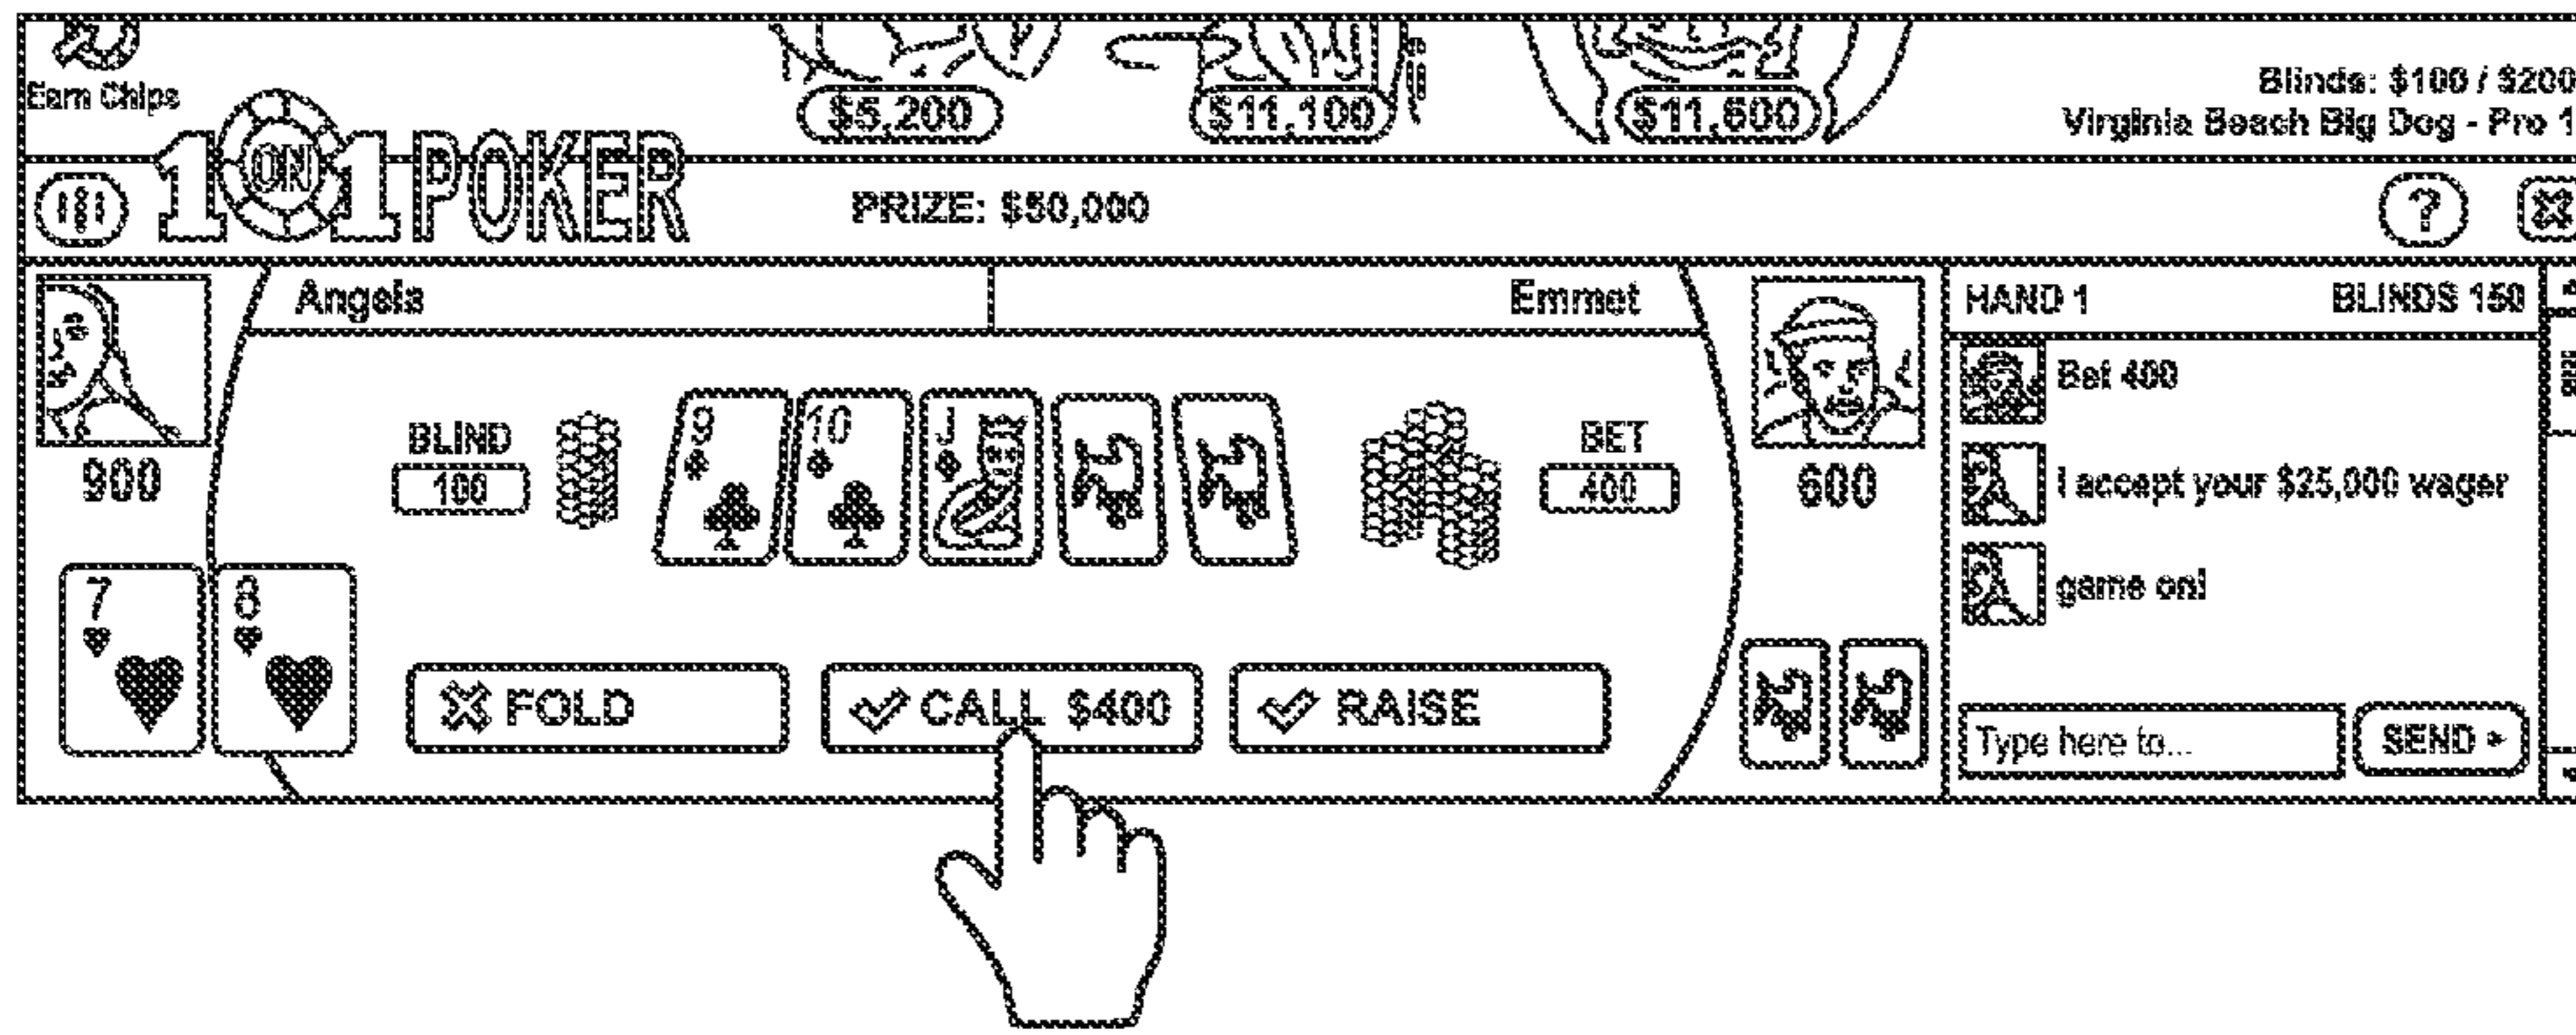 Earn Chips
$5,200
$11,100
$11,600
Blinds: $100 / $200
Virginia Beach Big Dog - Pro 1
1 ON 1 POKER
PRIZE: $50,000
?
Angela
Emmet
HAND 1
BLINDS 150
900
BLIND
100
9
10
J
BET
400
600
Bet 400
I accept your $25,000 wager
game on!
7
8
FOLD
CALL $400
RAISE
Type here to...
SEND